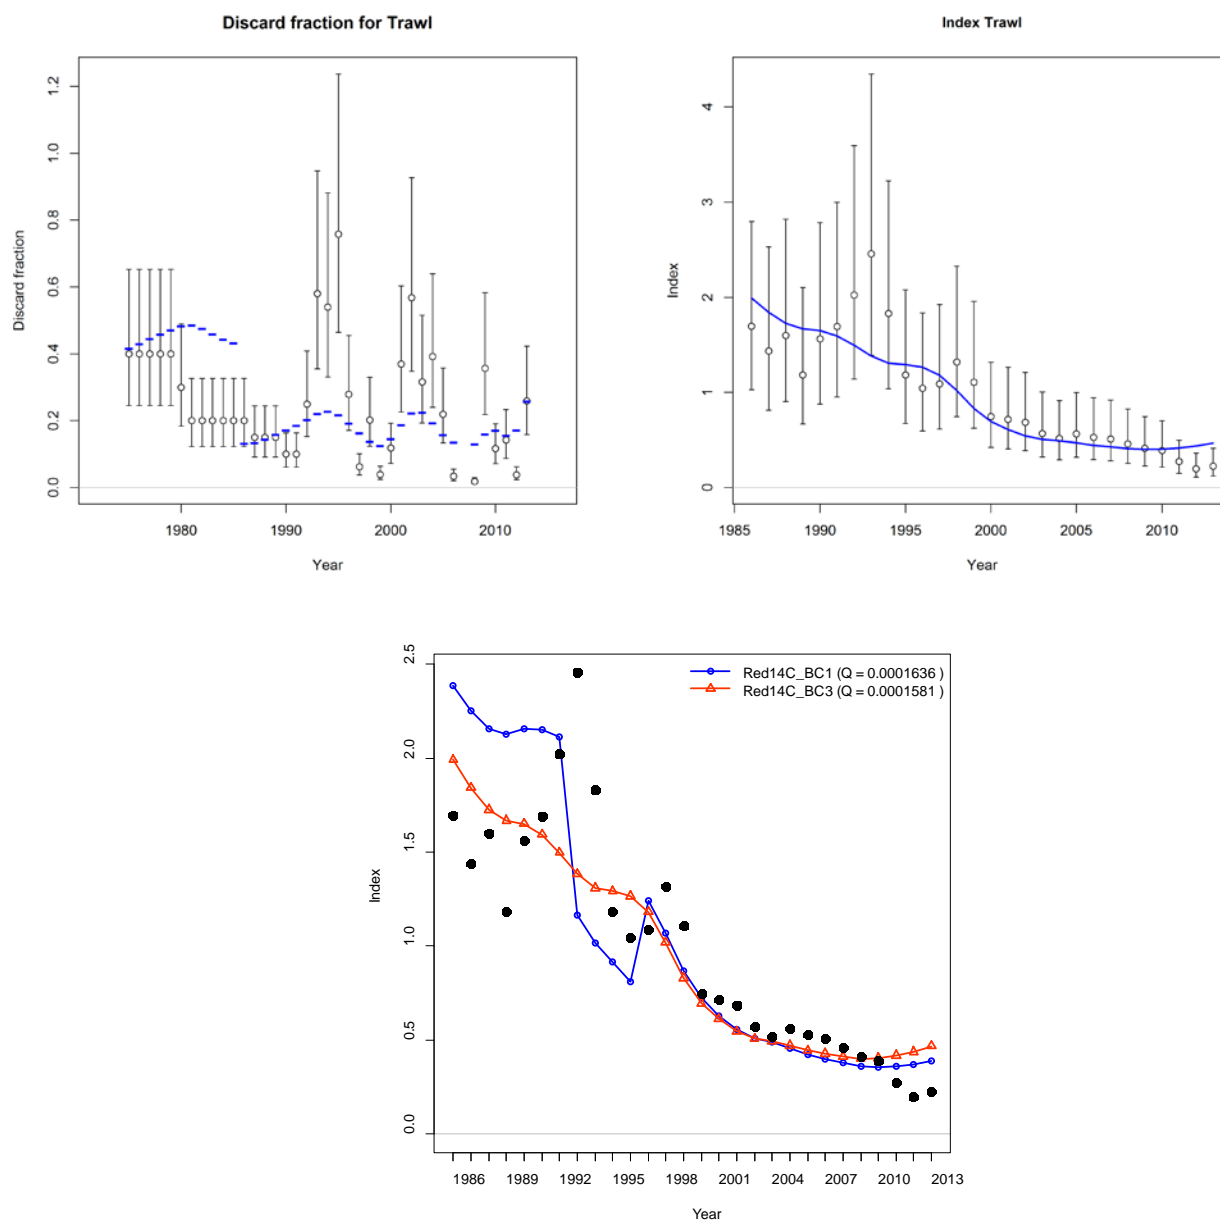 Discard fraction for Trawl
Discard fraction
0.0 0.2 0.4 0.6 0.8 1.0 1.2
1980 1990 2000 2010
Year
Index Trawl
Index
0 1 2 3 4
1985 1990 1995 2000 2005 2010
Year
Red14C_BC1 (Q = 0.0001636 )
Red14C_BC3 (Q = 0.0001581 )
Index
0.0 0.5 1.0 1.5 2.0 2.5
1986 1989 1992 1995 1998 2001 2004 2007 2010 2013
Year